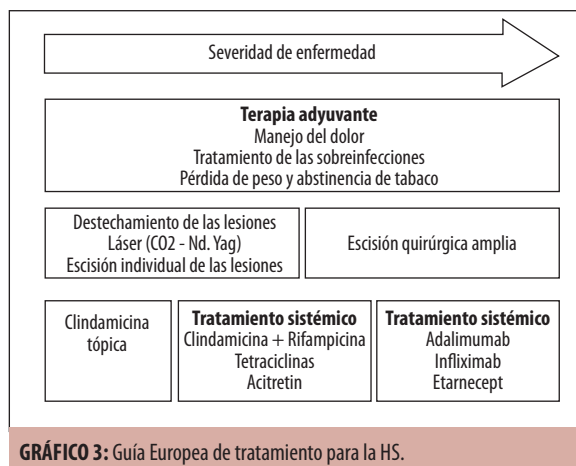 Severidad de enfermedad
Terapia adyuvante
Manejo del dolor
Tratamiento de las sobreinfecciones
Pérdida de peso y abstinencia de tabaco
Destechamiento de las lesiones
Láser (CO2 - Nd. Yag)
Escisión individual de las lesiones
Escisión quirúrgica amplia
Clindamicina
tópica
Tratamiento sistémico
Clindamicina + Rifampicina
Tetraciclinas
Acitretin
Tratamiento sistémico
Adalimumab
Infliximab
Etarnecept
GRÁFICO 3: Guía Europea de tratamiento para la HS.